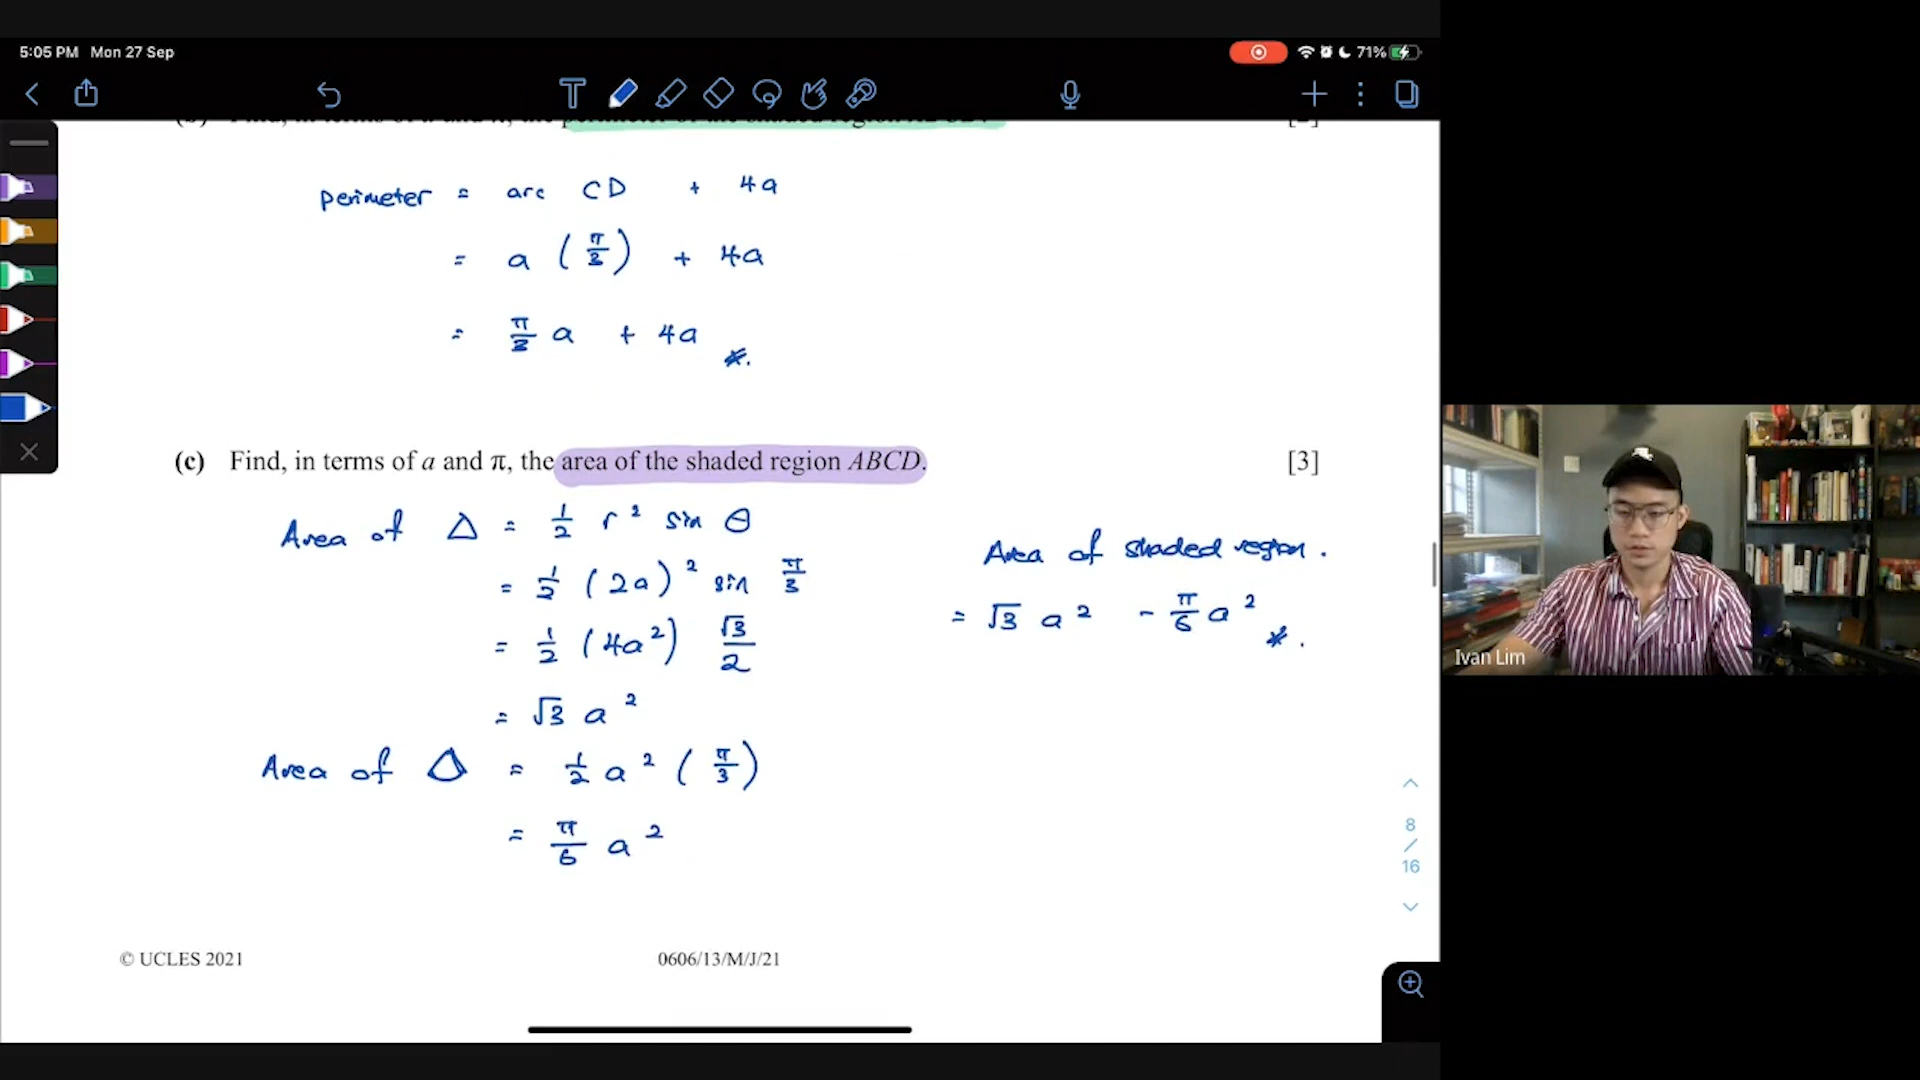 5:05 PM Mon 27 Sep
71%
perimeter = arc CD + 4a
= a (π/3) + 4a
= π/3 a + 4a
(c) Find, in terms of a and π, the area of the shaded region ABCD. [3]
Area of △ = 1/2 r² sin θ
= 1/2 (2a)² sin π/3
= 1/2 (4a²) √3/2
= √3 a²
Area of △ = 1/2 a² (π/3)
= π/6 a²
Area of shaded region.
= √3 a² - π/6 a²
8
/
16
© UCLES 2021
0606/13/M/J/21
Ivan Lim